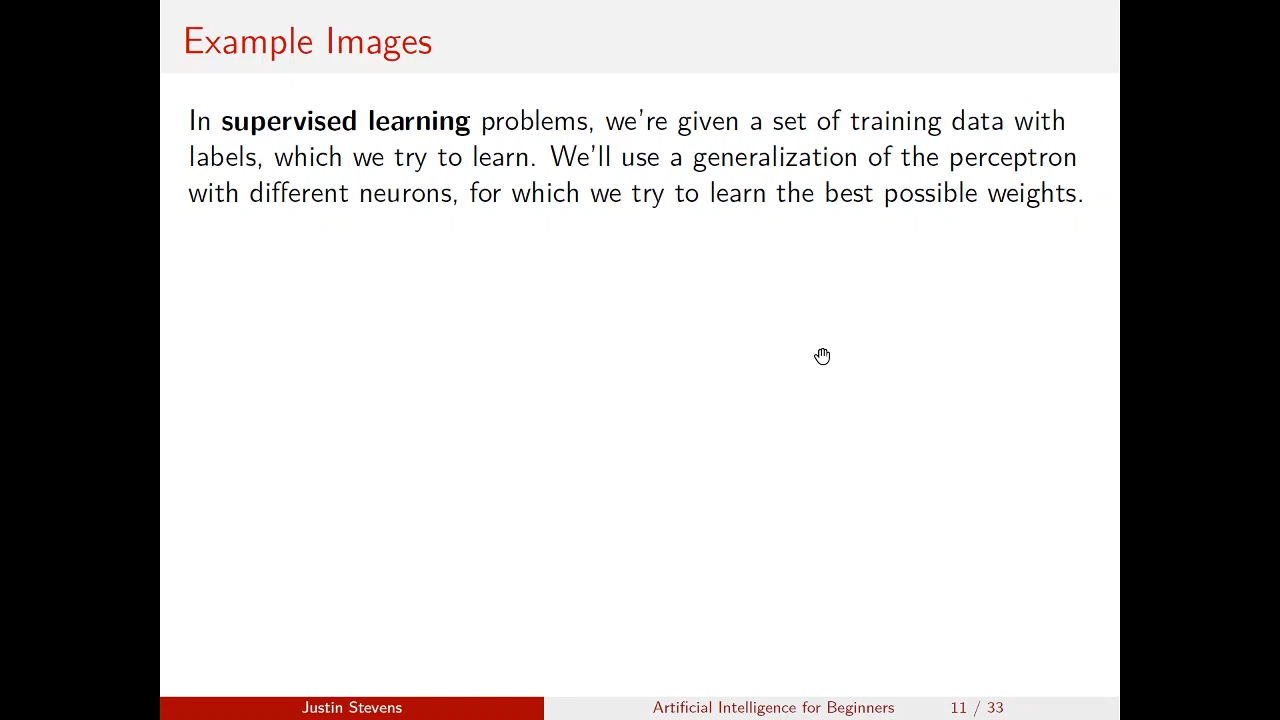 Example Images
In supervised learning problems, we're given a set of training data with
labels, which we try to learn. We'll use a generalization of the perceptron
with different neurons, for which we try to learn the best possible weights.
Justin Stevens
Artificial Intelligence for Beginners
11 / 33